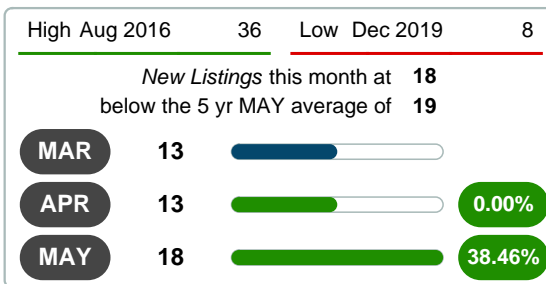 High Aug 2016 36 Low Dec 2019 8
New Listings this month at 18
below the 5 yr MAY average of 19
MAR 13
APR 13 0.00%
MAY 18 38.46%